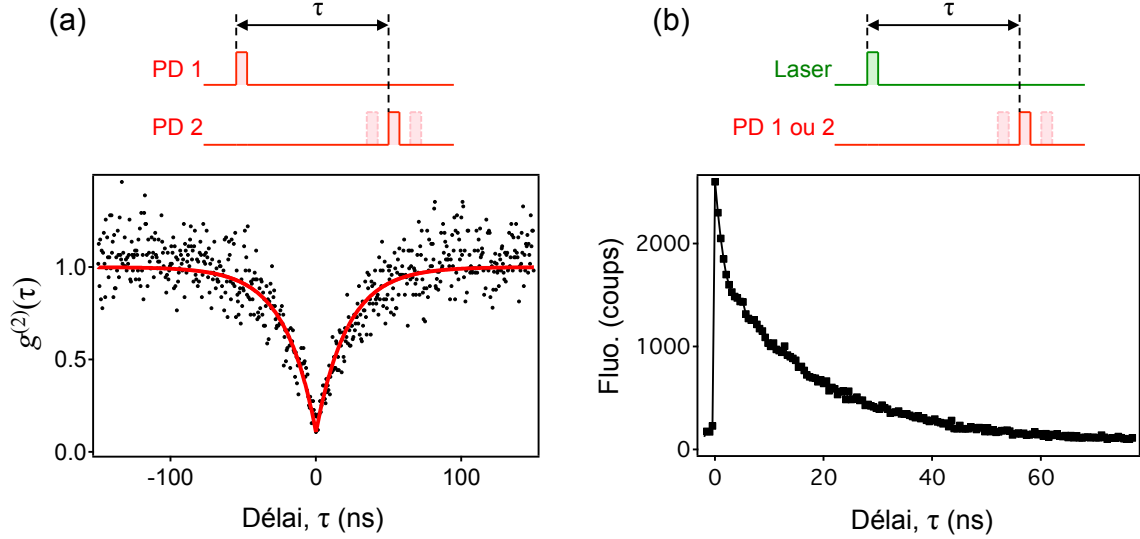 (a)
τ
PD 1
PD 2
g(2)(τ)
1.0
0.5
0.0
-100
0
100
Délai, τ (ns)
(b)
τ
Laser
PD 1 ou 2
Fluo. (coups)
2000
1000
0
0
20
40
60
Délai, τ (ns)